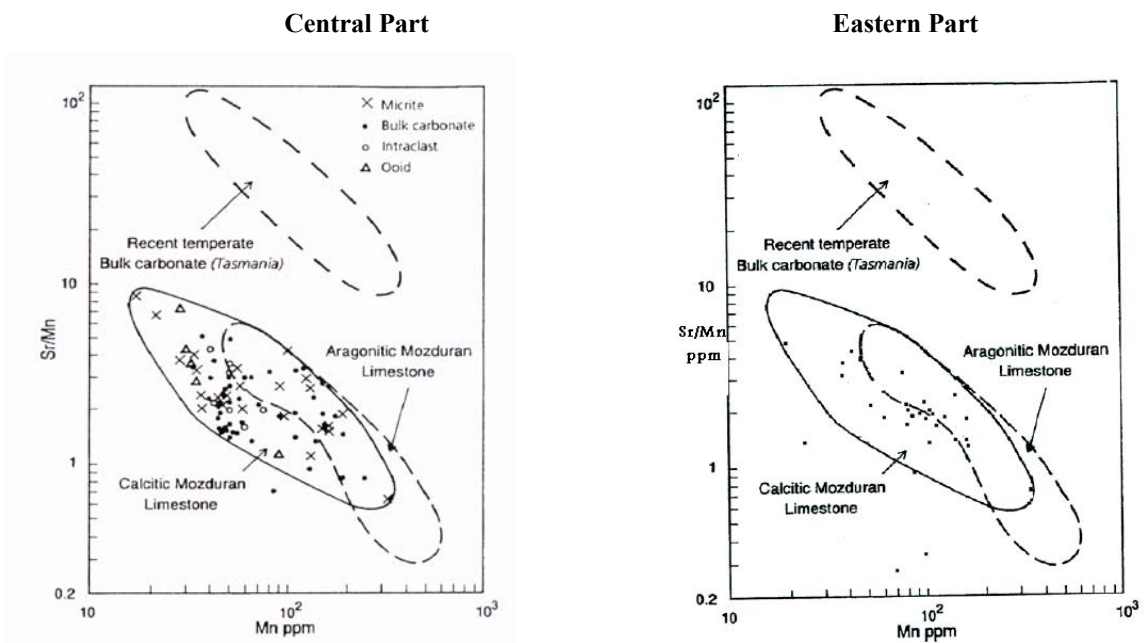 Central Part
10²
10
1
0.2
Sr/Mn
Micrite
Bulk carbonate
Intraclast
Ooid
Recent temperate
Bulk carbonate (Tasmania)
Aragonitic Mozduran
Limestone
Calcitic Mozduran
Limestone
10
10²
10³
Mn ppm
Eastern Part
10²
10
1
0.2
Sr/Mn
ppm
Recent temperate
Bulk carbonate (Tasmania)
Aragonitic Mozduran
Limestone
Calcitic Mozduran
Limestone
10
10²
10³
Mn ppm